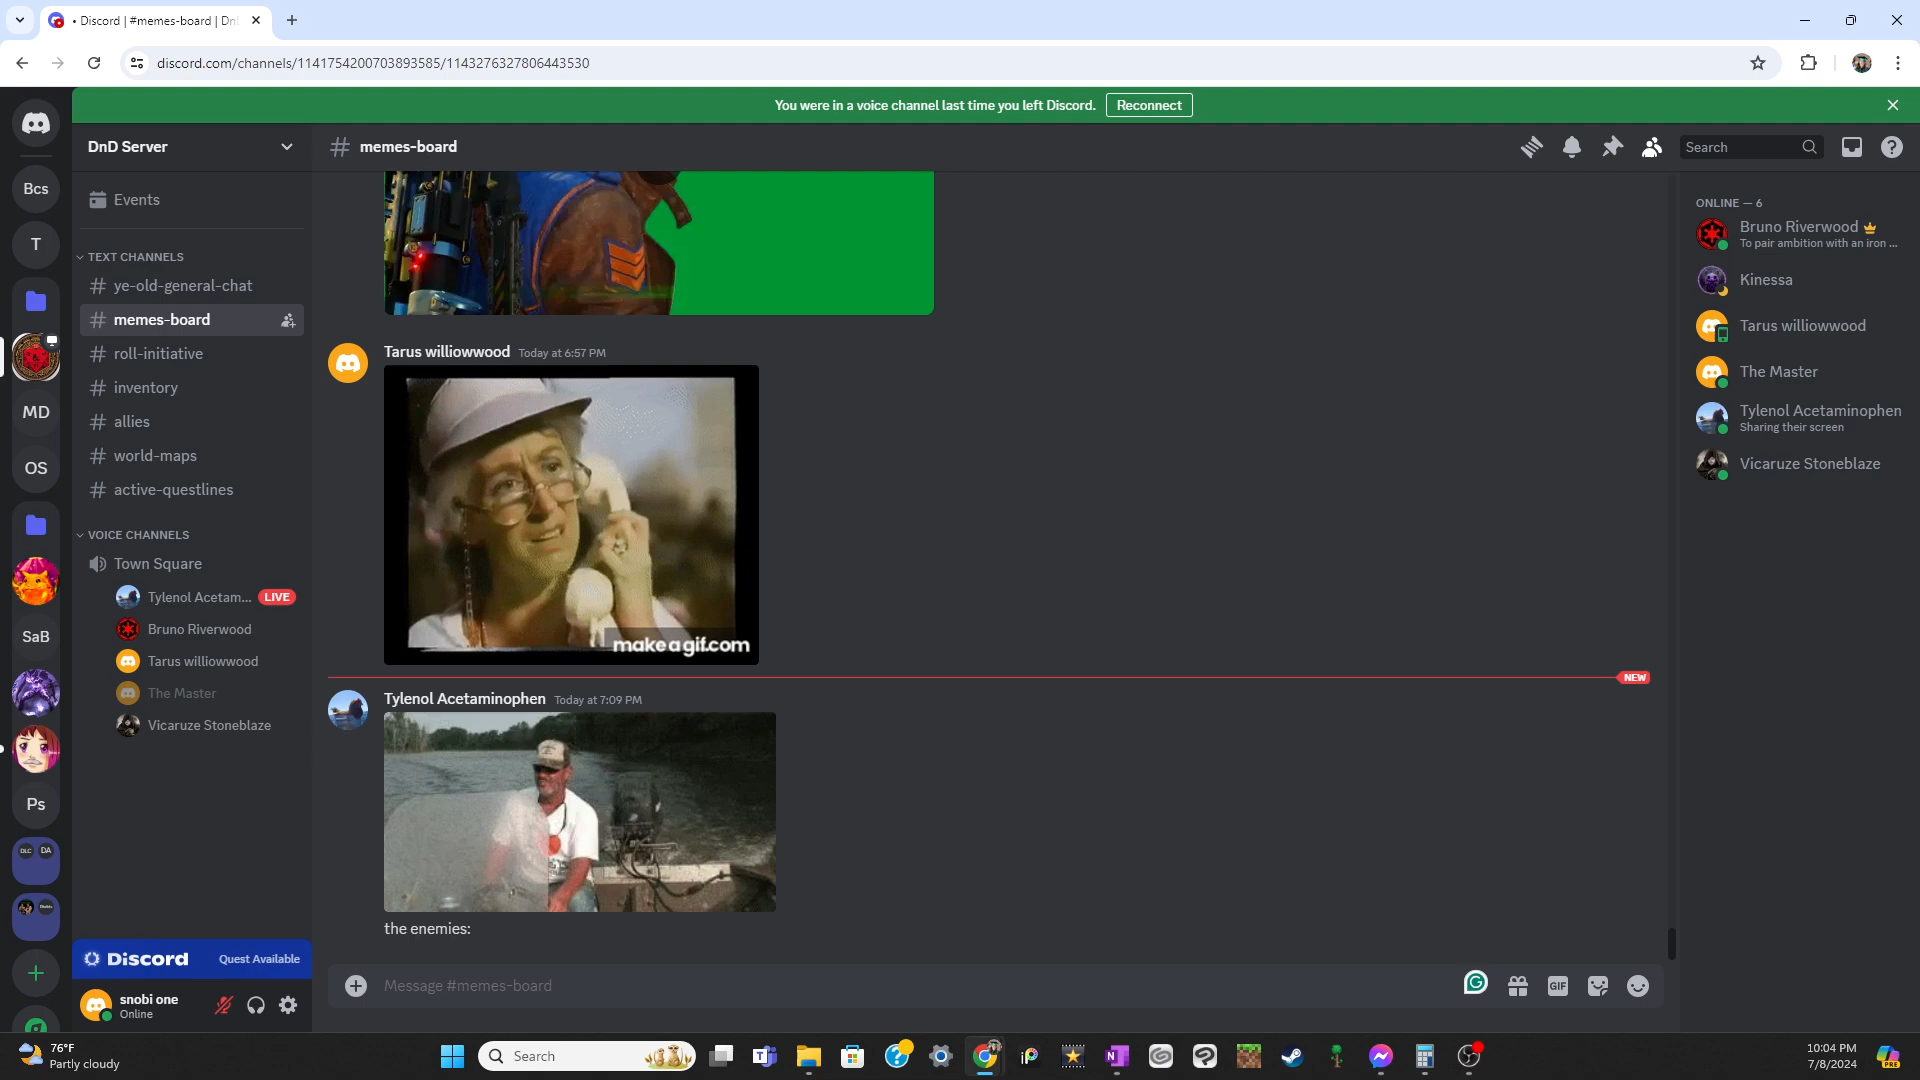 • Discord | #memes-board | Dn
discord.com/channels/1141754200703893585/1143276327806443530
You were in a voice channel last time you left Discord. Reconnect
DnD Server
memes-board
Search
Events
TEXT CHANNELS
ye-old-general-chat
memes-board
roll-initiative
inventory
allies
world-maps
active-questlines
VOICE CHANNELS
Town Square
Tylenol Acetam... LIVE
Bruno Riverwood
Tarus williowwood
The Master
Vicaruze Stoneblaze
Bcs
T
MD
OS
SaB
Ps
DLC DA
Discord Quest Available
snobi one
Online
Tarus williowwood Today at 6:57 PM
makeagif.com
NEW
Tylenol Acetaminophen Today at 7:09 PM
the enemies:
Message #memes-board
GIF
ONLINE — 6
Bruno Riverwood
To pair ambition with an iron ...
Kinessa
Tarus williowwood
The Master
Tylenol Acetaminophen
Sharing their screen
Vicaruze Stoneblaze
76°F
Partly cloudy
Search
10:04 PM
7/8/2024
PRE